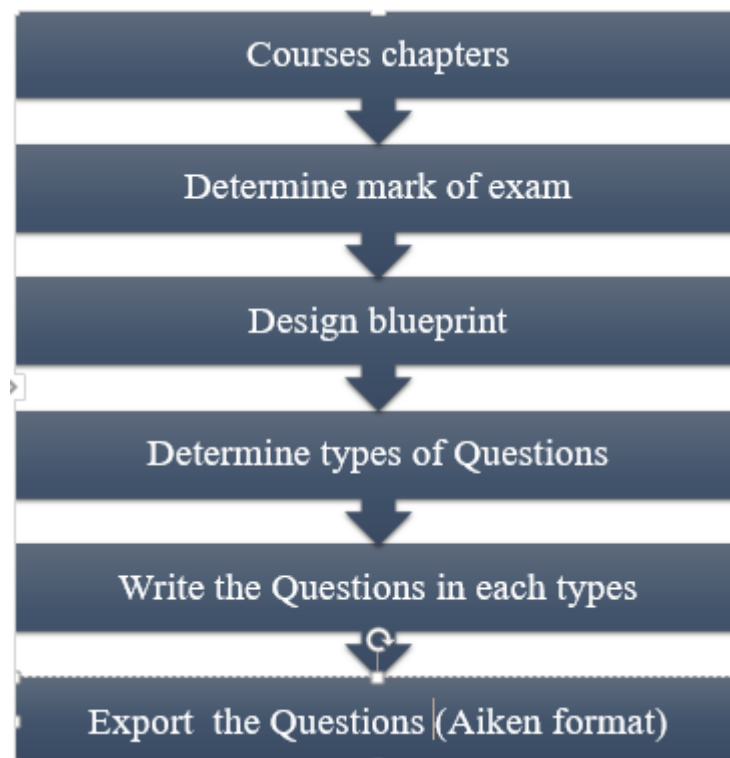 Courses chapters
Determine mark of exam
Design blueprint
Determine types of Questions
Write the Questions in each types
Export  the Questions (Aiken format)